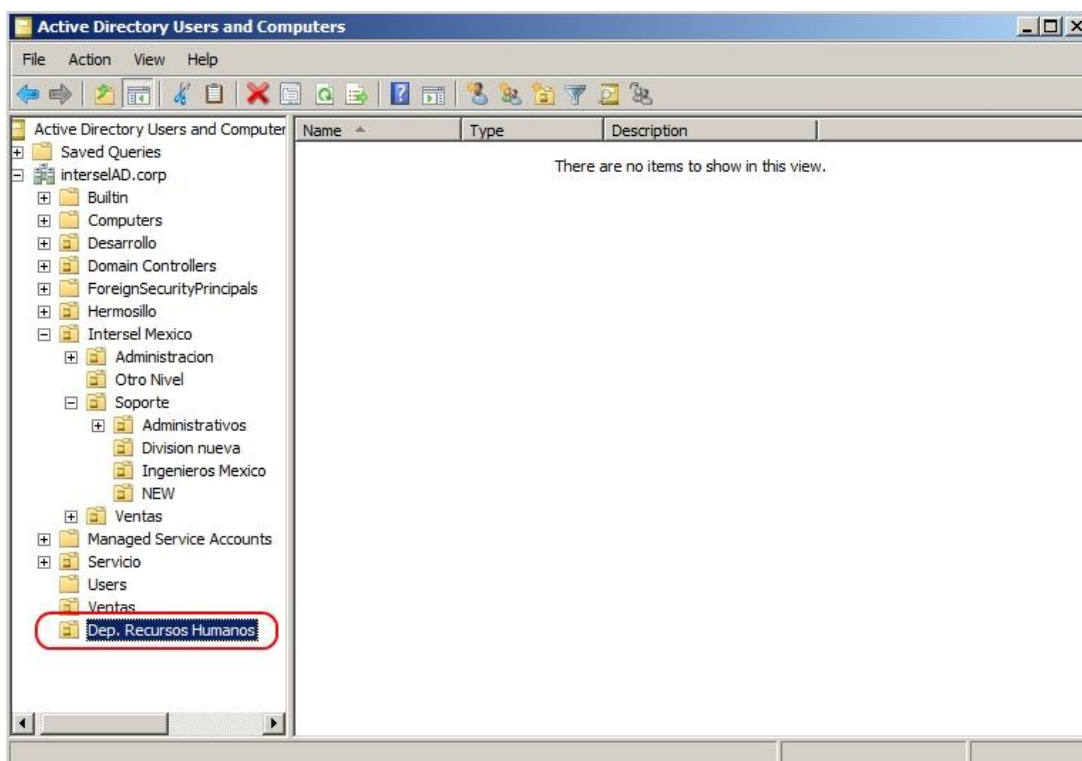 Active Directory Users and Computers
File Action View Help
Active Directory Users and Computer
Name Type Description
Saved Queries
There are no items to show in this view.
interselAD.corp
Builtin
Computers
Desarrollo
Domain Controllers
ForeignSecurityPrincipals
Hermosillo
Intersel Mexico
Administracion
Otro Nivel
Soporte
Administrativos
Division nueva
Ingenieros Mexico
NEW
Ventas
Managed Service Accounts
Servicio
Users
Ventas
Dep. Recursos Humanos